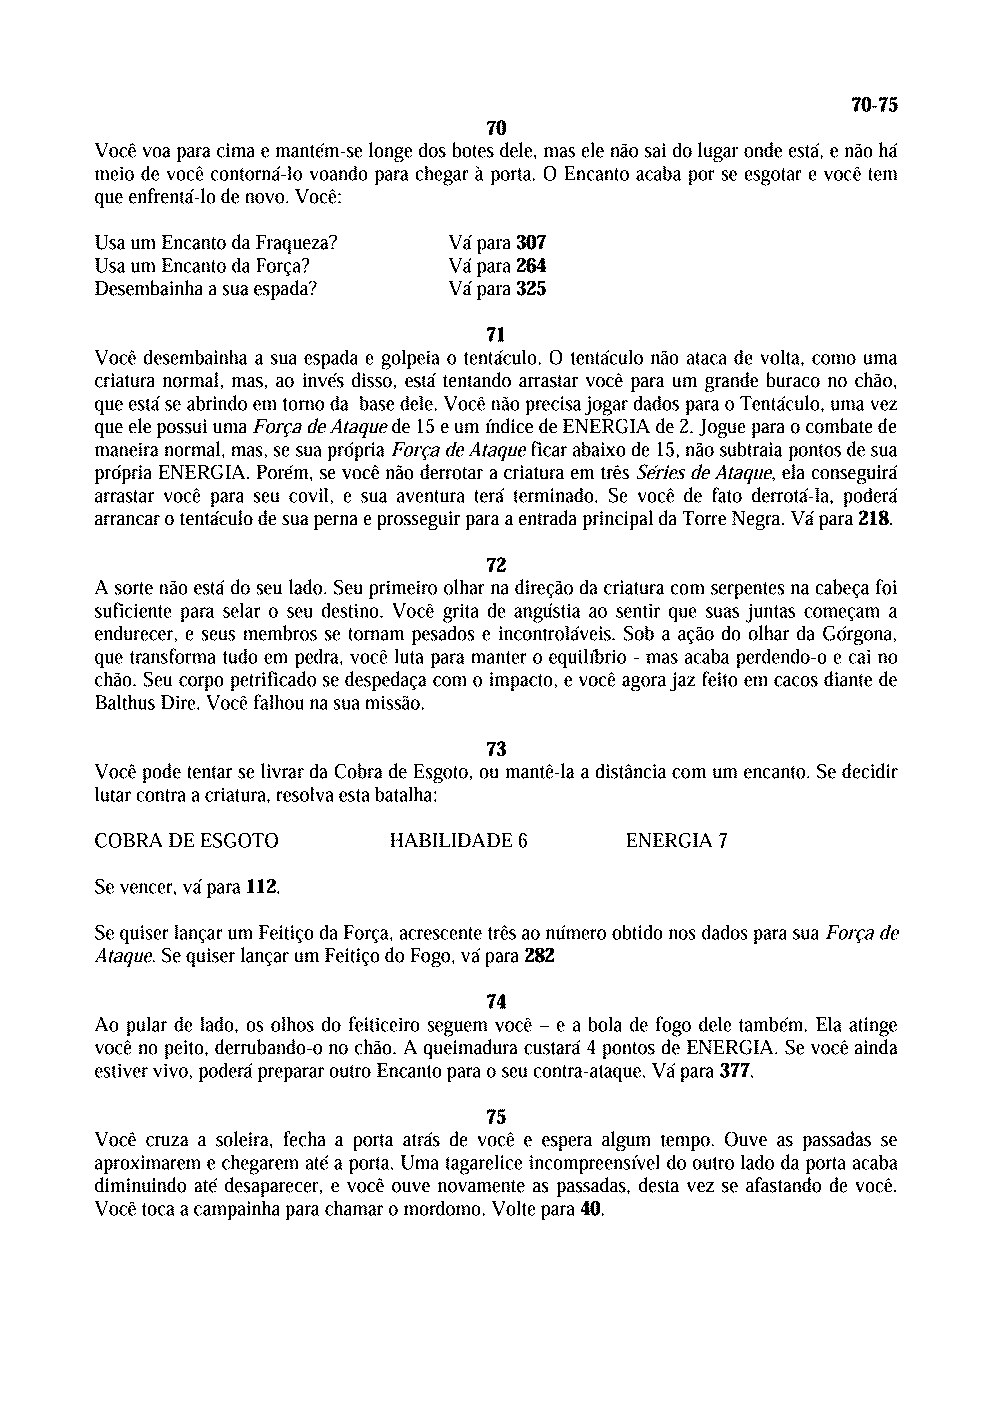 70-75
70
Você voa para cima e mantém-se longe dos botes dele, mas ele não sai do lugar onde está, e não há
meio de você contorná-lo voando para chegar à porta. O Encanto acaba por se esgotar e você tem
que enfrentá-lo de novo. Você:
Usa um Encanto da Fraqueza? Vá para 307
Usa um Encanto da Força? Vá para 264
Desembainha a sua espada? Vá para 325
71
Você desembainha a sua espada e golpeia o tentáculo. O tentáculo não ataca de volta, como uma
criatura normal, mas, ao invés disso, está tentando arrastar você para um grande buraco no chão,
que está se abrindo em torno da base dele. Você não precisa jogar dados para o Tentáculo, uma vez
que ele possui uma Força de Ataque de 15 e um índice de ENERGIA de 2. Jogue para o combate de
maneira normal, mas, se sua própria Força de Ataque ficar abaixo de 15, não subtraia pontos de sua
própria ENERGIA. Porém, se você não derrotar a criatura em três Séries de Ataque, ela conseguirá
arrastar você para seu covil, e sua aventura terá terminado. Se você de fato derrotá-la, poderá
arrancar o tentáculo de sua perna e prosseguir para a entrada principal da Torre Negra. Vá para 218.
72
A sorte não está do seu lado. Seu primeiro olhar na direção da criatura com serpentes na cabeça foi
suficiente para selar o seu destino. Você grita de angústia ao sentir que suas juntas começam a
endurecer, e seus membros se tornam pesados e incontroláveis. Sob a ação do olhar da Górgona,
que transforma tudo em pedra, você luta para manter o equilíbrio - mas acaba perdendo-o e cai no
chão. Seu corpo petrificado se despedaça com o impacto, e você agora jaz feito em cacos diante de
Balthus Dire. Você falhou na sua missão.
73
Você pode tentar se livrar da Cobra de Esgoto, ou mantê-la a distância com um encanto. Se decidir
lutar contra a criatura, resolva esta batalha:
COBRA DE ESGOTO HABILIDADE 6 ENERGIA 7
Se vencer, vá para 112.
Se quiser lançar um Feitiço da Força, acrescente três ao número obtido nos dados para sua Força de
Ataque. Se quiser lançar um Feitiço do Fogo, vá para 282
74
Ao pular de lado, os olhos do feiticeiro seguem você – e a bola de fogo dele também. Ela atinge
você no peito, derrubando-o no chão. A queimadura custará 4 pontos de ENERGIA. Se você ainda
estiver vivo, poderá preparar outro Encanto para o seu contra-ataque. Vá para 377.
75
Você cruza a soleira, fecha a porta atrás de você e espera algum tempo. Ouve as passadas se
aproximarem e chegarem até a porta. Uma tagarelice incompreensível do outro lado da porta acaba
diminuindo até desaparecer, e você ouve novamente as passadas, desta vez se afastando de você.
Você toca a campainha para chamar o mordomo. Volte para 40.